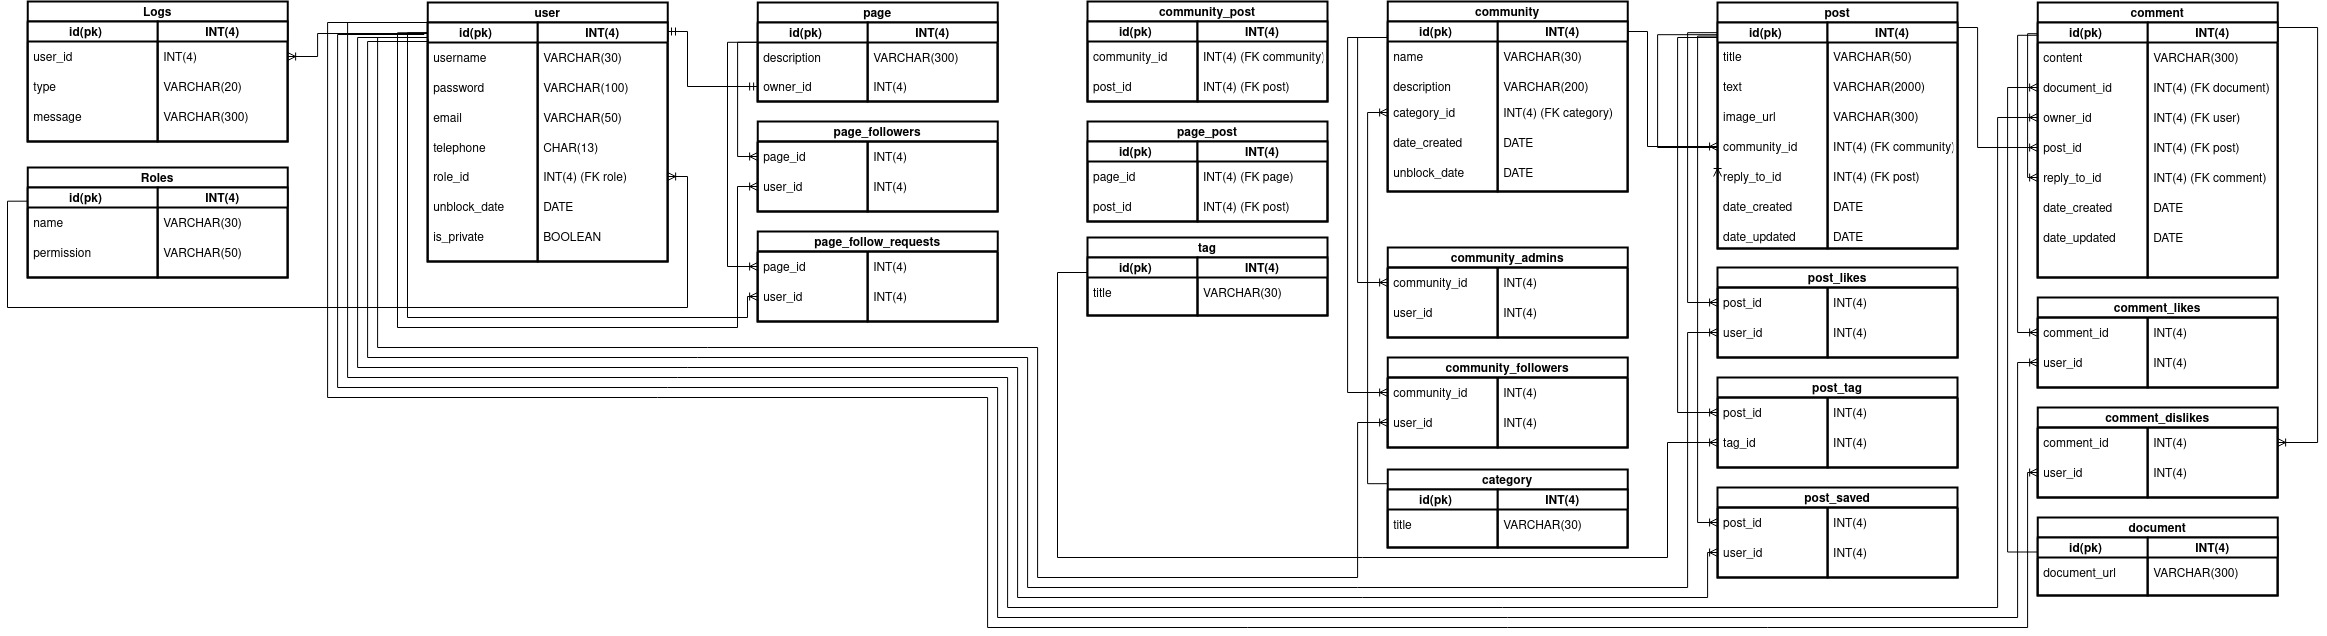 Logs
id(pk) INT(4)
user_id INT(4)
type VARCHAR(20)
message VARCHAR(300)
Roles
id(pk) INT(4)
name VARCHAR(30)
permission VARCHAR(50)
user
id(pk) INT(4)
username VARCHAR(30)
password VARCHAR(100)
email VARCHAR(50)
telephone CHAR(13)
role_id INT(4) (FK role)
unblock_date DATE
is_private BOOLEAN
page
id(pk) INT(4)
description VARCHAR(300)
owner_id INT(4)
page_followers
page_id INT(4)
user_id INT(4)
page_follow_requests
page_id INT(4)
user_id INT(4)
community_post
id(pk) INT(4)
community_id INT(4) (FK community)
post_id INT(4) (FK post)
page_post
id(pk) INT(4)
page_id INT(4) (FK page)
post_id INT(4) (FK post)
tag
id(pk) INT(4)
title VARCHAR(30)
community
id(pk) INT(4)
name VARCHAR(30)
description VARCHAR(200)
category_id INT(4) (FK category)
date_created DATE
unblock_date DATE
community_admins
community_id INT(4)
user_id INT(4)
community_followers
community_id INT(4)
user_id INT(4)
category
id(pk) INT(4)
title VARCHAR(30)
post
id(pk) INT(4)
title VARCHAR(50)
text VARCHAR(2000)
image_url VARCHAR(300)
community_id INT(4) (FK community)
reply_to_id INT(4) (FK post)
date_created DATE
date_updated DATE
post_likes
post_id INT(4)
user_id INT(4)
post_tag
post_id INT(4)
tag_id INT(4)
post_saved
post_id INT(4)
user_id INT(4)
comment
id(pk) INT(4)
content VARCHAR(300)
document_id INT(4) (FK document)
owner_id INT(4) (FK user)
post_id INT(4) (FK post)
reply_to_id INT(4) (FK comment)
date_created DATE
date_updated DATE
comment_likes
comment_id INT(4)
user_id INT(4)
comment_dislikes
comment_id INT(4)
user_id INT(4)
document
id(pk) INT(4)
document_url VARCHAR(300)